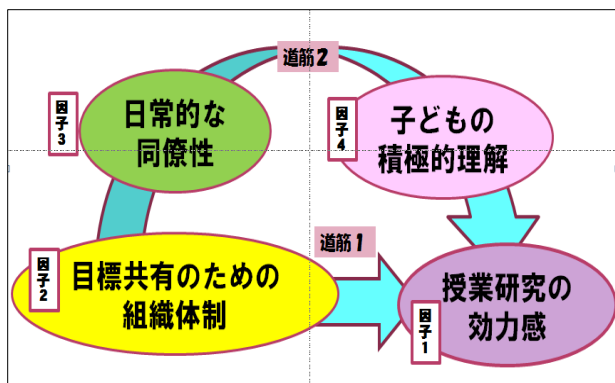 道筋2
因子3
日常的な
同僚性
因子4
子どもの
積極的理解
道筋1
因子2
目標共有のための
組織体制
授業研究の
効力感
因子1